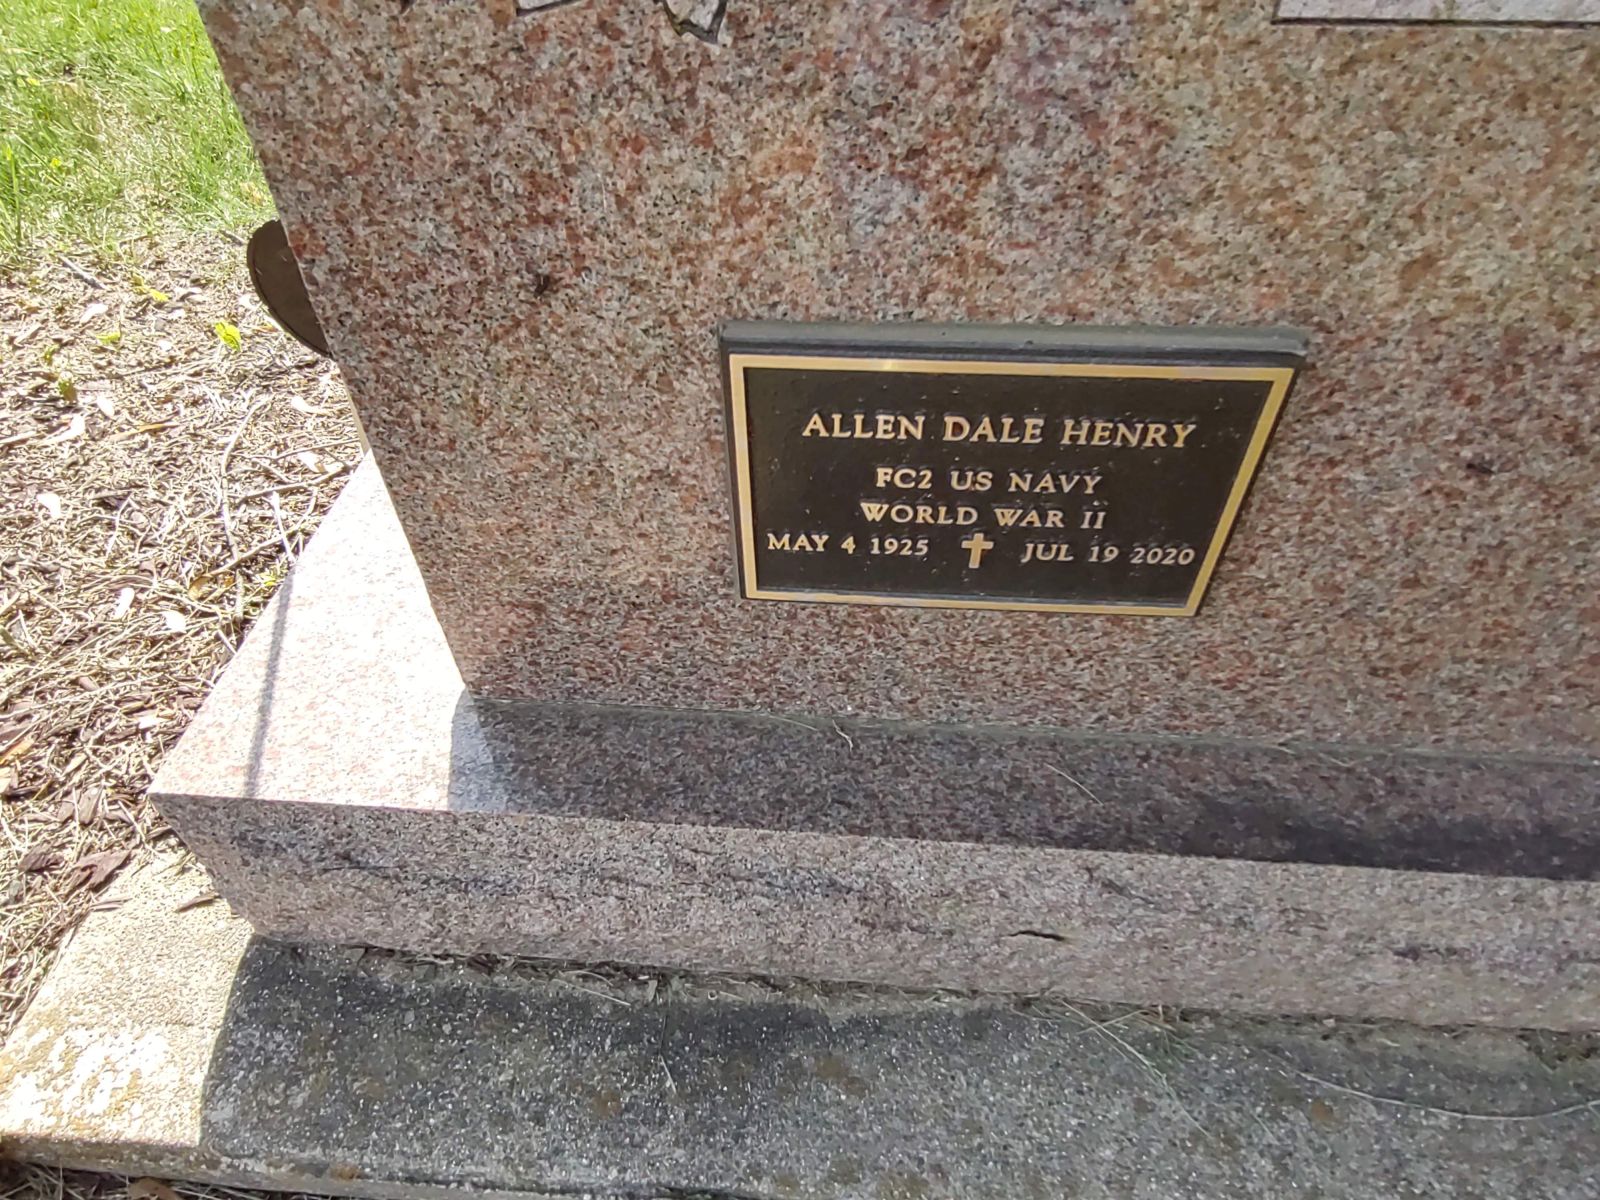 ALLEN DALE HENRY
FC2 US NAVY
WORLD WAR II
MAY 4 1925 JUL 19 2020